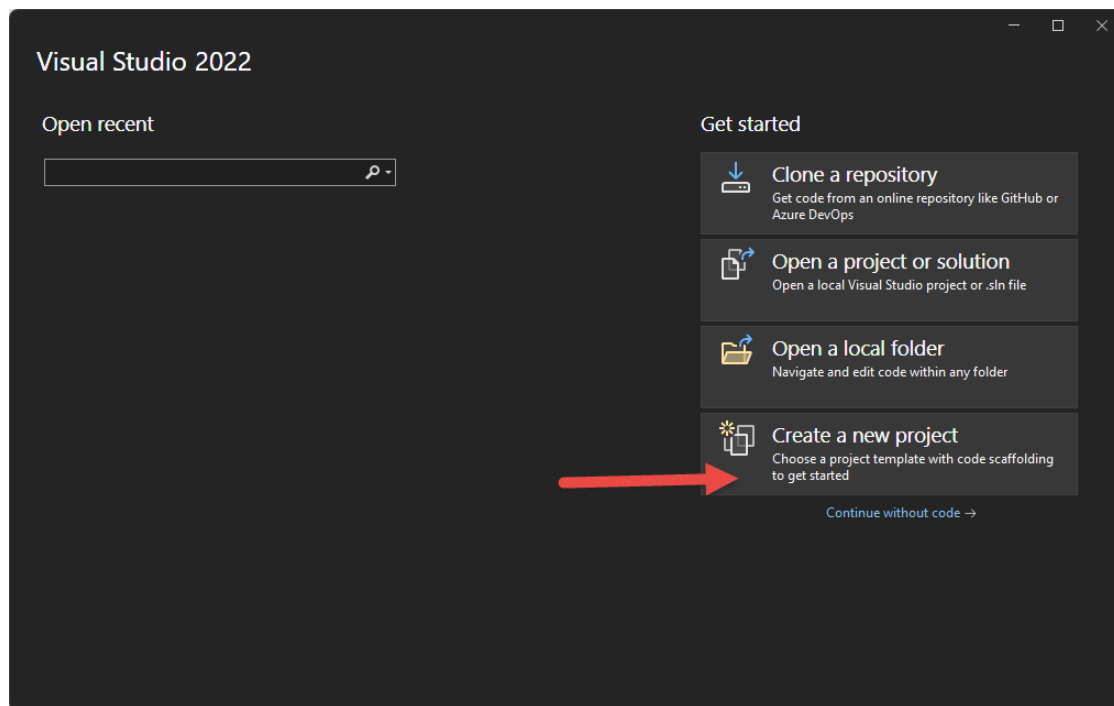 Visual Studio 2022
Open recent
Get started
Clone a repository
Get code from an online repository like GitHub or
Azure DevOps
Open a project or solution
Open a local Visual Studio project or .sln file
Open a local folder
Navigate and edit code within any folder
Create a new project
Choose a project template with code scaffolding
to get started
Continue without code →